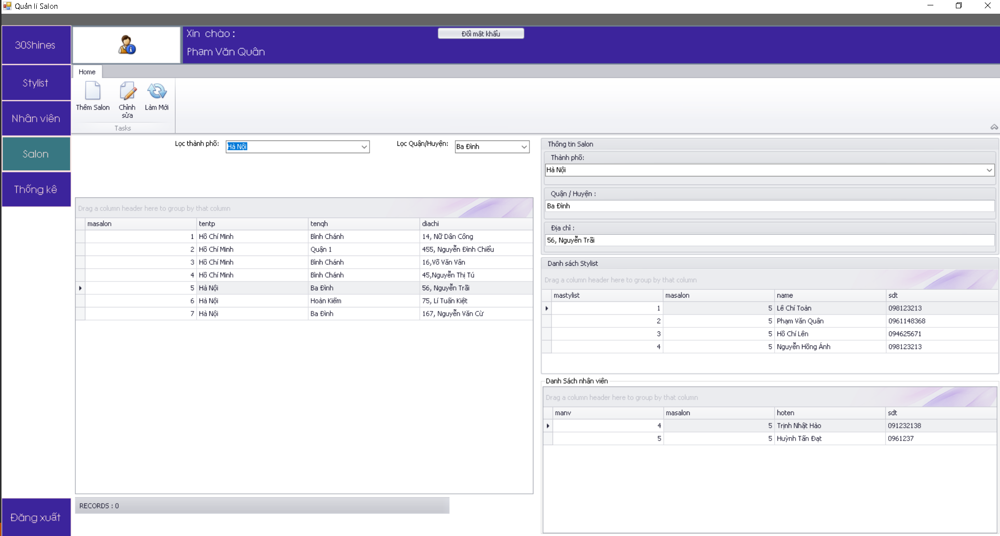 Quản lí Salon
30Shines
Stylist
Nhân viên
Salon
Thống kê
Đăng xuất
Xin chào :
Phạm Văn Quân
Đổi mât khẩu
Home
Thêm Salon
Chỉnh
sửa
Làm Mới
Tasks
Lọc thành phố:
Hà Nội
Lọc Quận/Huyện:
Ba Đình
Drag a column header here to group by that column
masalon tentp tenqh diachi
1 Hồ Chí Minh Bình Chánh 14, Nữ Dân Công
2 Hồ Chí Minh Quận 1 455, Nguyễn Đình Chiểu
3 Hồ Chí Minh Bình Chánh 16,Võ Văn Vân
4 Hồ Chí Minh Bình Chánh 45,Nguyễn Thị Tú
5 Hà Nội Ba Đình 56, Nguyễn Trãi
6 Hà Nội Hoàn Kiếm 75, Lí Tuấn Kiệt
7 Hà Nội Ba Đình 167, Nguyễn Văn Cừ
RECORDS : 0
Thông tin Salon
Thành phố:
Hà Nội
Quận / Huyện :
Ba Đình
Địa chỉ :
56, Nguyễn Trãi
Danh sách Stylist
Drag a column header here to group by that column
mastylist masalon name sdt
1 5 Lê Chí Toàn 098123213
2 5 Phạm Văn Quân 0961148368
3 5 Hồ Chí Lên 094625671
4 5 Nguyễn Hồng Ánh 098123213
Danh Sách nhân viên
Drag a column header here to group by that column
manv masalon hoten sdt
4 5 Trịnh Nhật Hào 091232138
5 5 Huỳnh Tấn Đạt 0961237